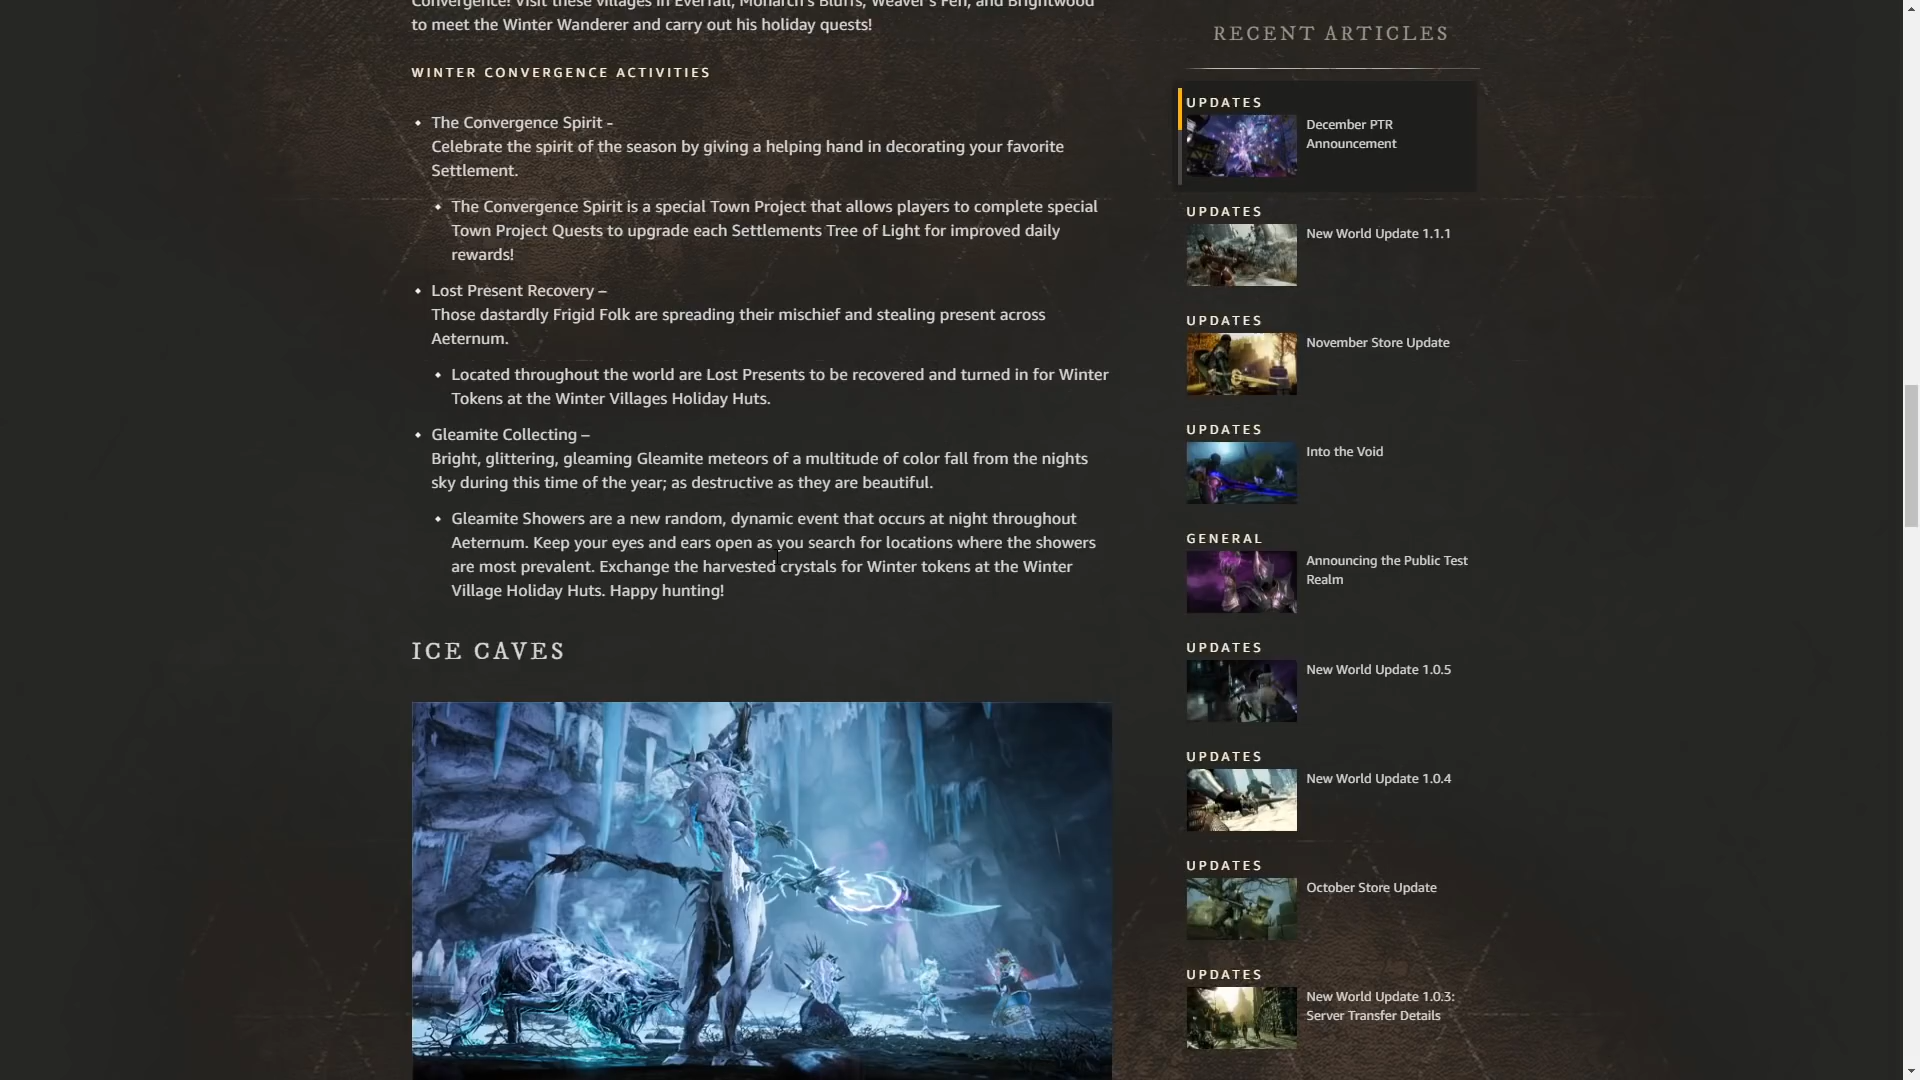 Convergence! Visit these villages in Everfall, Monarch's Bluffs, Weaver's Fen, and Brightwood
to meet the Winter Wanderer and carry out his holiday quests!
WINTER CONVERGENCE ACTIVITIES
The Convergence Spirit -
Celebrate the spirit of the season by giving a helping hand in decorating your favorite
Settlement.
The Convergence Spirit is a special Town Project that allows players to complete special
Town Project Quests to upgrade each Settlements Tree of Light for improved daily
rewards!
Lost Present Recovery –
Those dastardly Frigid Folk are spreading their mischief and stealing present across
Aeternum.
Located throughout the world are Lost Presents to be recovered and turned in for Winter
Tokens at the Winter Villages Holiday Huts.
Gleamite Collecting –
Bright, glittering, gleaming Gleamite meteors of a multitude of color fall from the nights
sky during this time of the year; as destructive as they are beautiful.
Gleamite Showers are a new random, dynamic event that occurs at night throughout
Aeternum. Keep your eyes and ears open as you search for locations where the showers
are most prevalent. Exchange the harvested crystals for Winter tokens at the Winter
Village Holiday Huts. Happy hunting!
ICE CAVES
RECENT ARTICLES
UPDATES
December PTR
Announcement
UPDATES
New World Update 1.1.1
UPDATES
November Store Update
UPDATES
Into the Void
GENERAL
Announcing the Public Test
Realm
UPDATES
New World Update 1.0.5
UPDATES
New World Update 1.0.4
UPDATES
October Store Update
UPDATES
New World Update 1.0.3:
Server Transfer Details